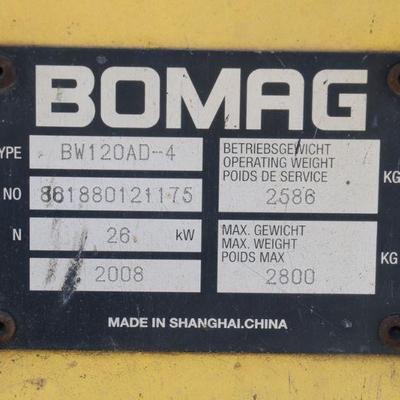 BOMAG
YPE BW120AD-4
NO 861880121175
N 26 kW
2008
BETRIEBSGEWICHT
OPERATING WEIGHT
POIDS DE SERVICE
2586 KG
MAX. GEWICHT
MAX. WEIGHT
POIDS MAX
2800 KG
MADE IN SHANGHAI.CHINA